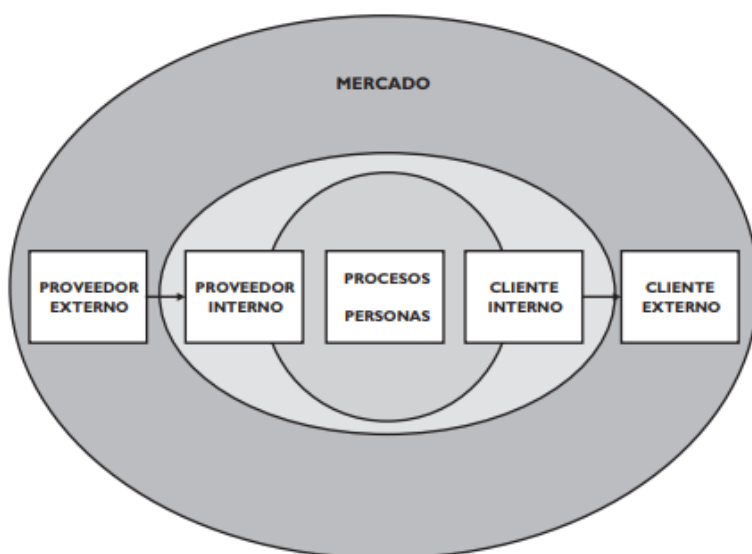 MERCADO
PROVEEDOR
EXTERNO
PROVEEDOR
INTERNO
PROCESOS
PERSONAS
CLIENTE
INTERNO
CLIENTE
EXTERNO